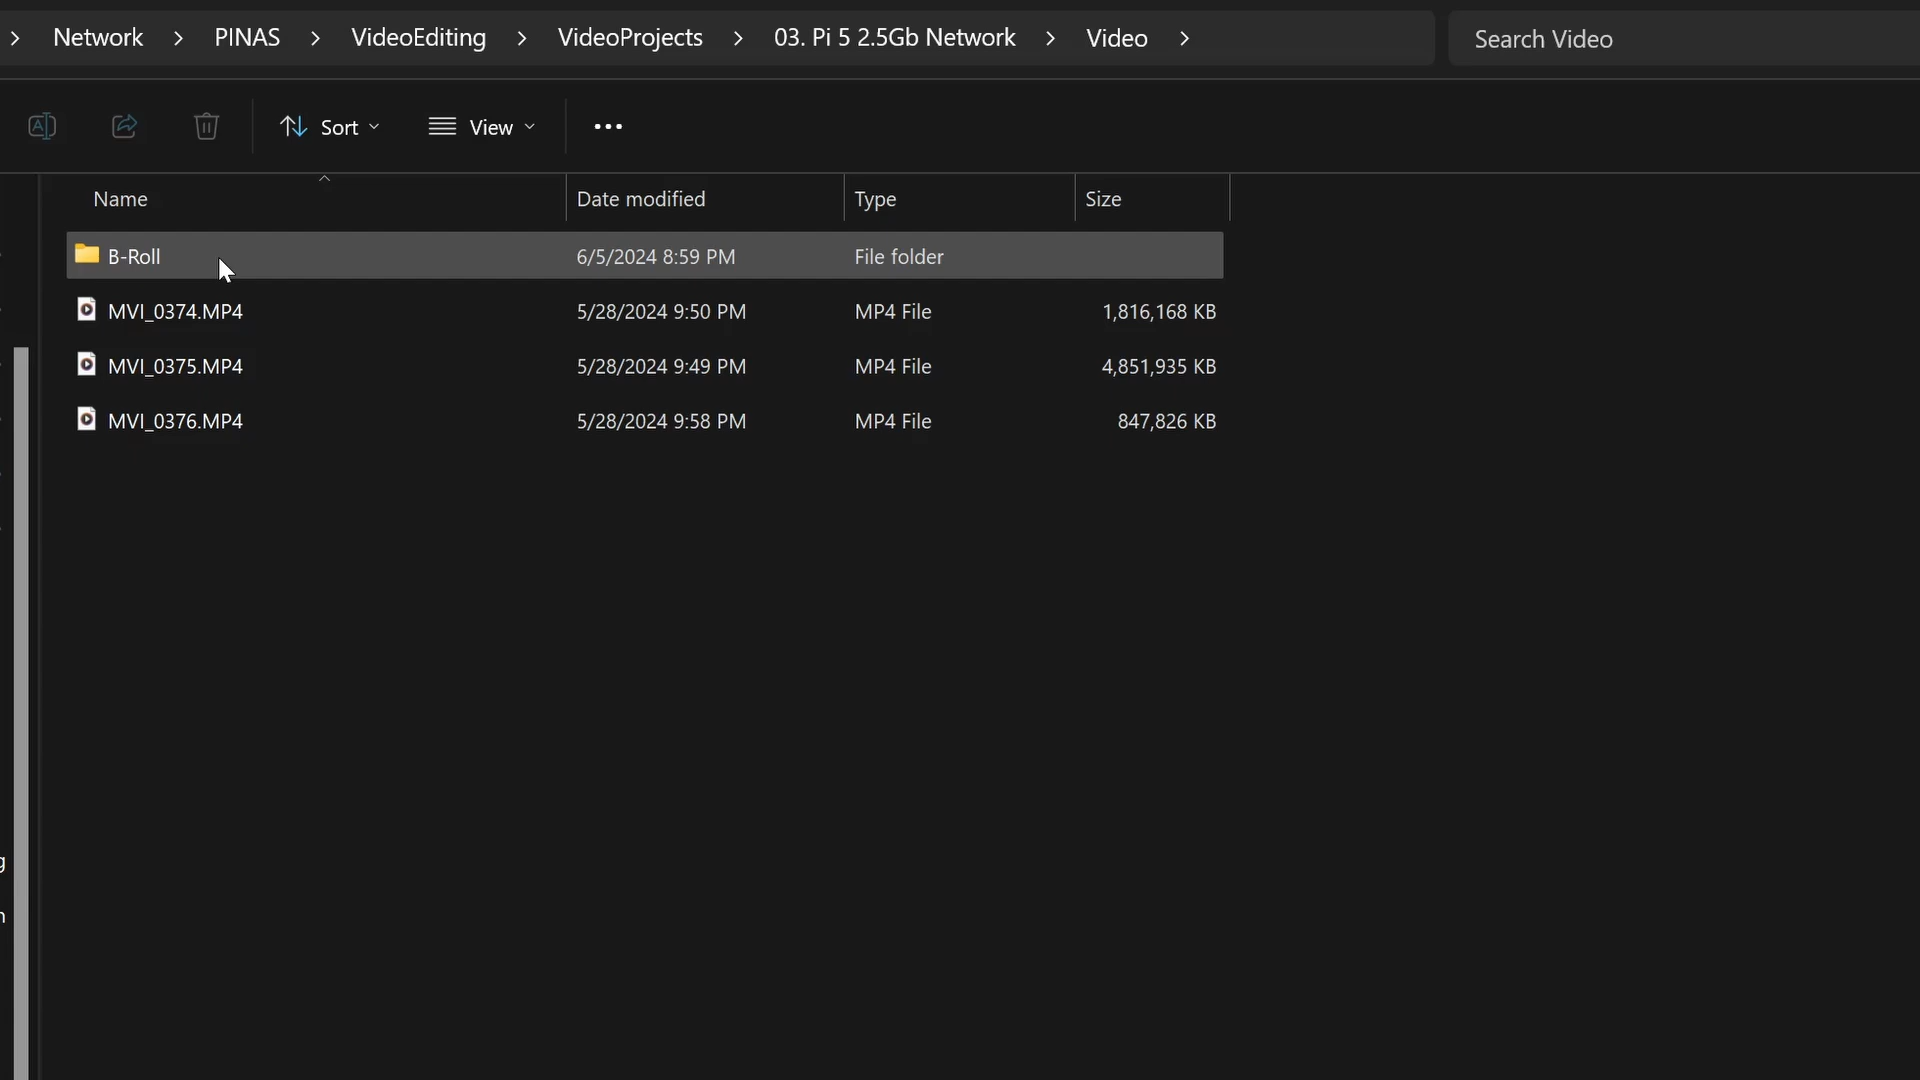 > Network > PINAS > VideoEditing > VideoProjects > 03. Pi 5 2.5Gb Network > Video >
Search Video
Sort View •••
Name Date modified Type Size
B-Roll 6/5/2024 8:59 PM File folder
MVI_0374.MP4 5/28/2024 9:50 PM MP4 File 1,816,168 KB
MVI_0375.MP4 5/28/2024 9:49 PM MP4 File 4,851,935 KB
MVI_0376.MP4 5/28/2024 9:58 PM MP4 File 847,826 KB
g
n